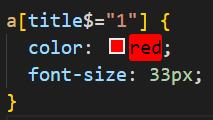 a[title$="1"] {
  color: red;
  font-size: 33px;
}